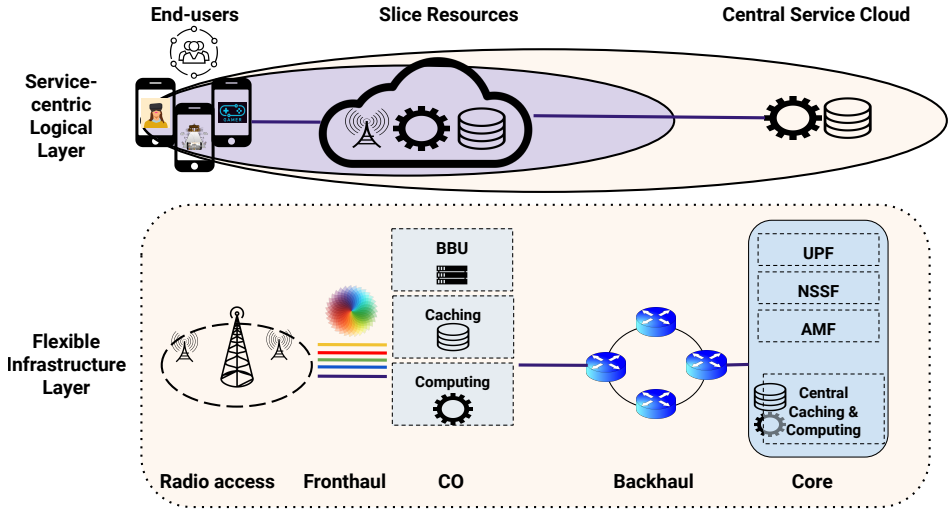 End-users
Slice Resources
Central Service Cloud
Service-
centric
Logical
Layer
GAMER
Flexible
Infrastructure
Layer
BBU
Caching
Computing
UPF
NSSF
AMF
Central
Caching &
Computing
Radio access
Fronthaul
CO
Backhaul
Core